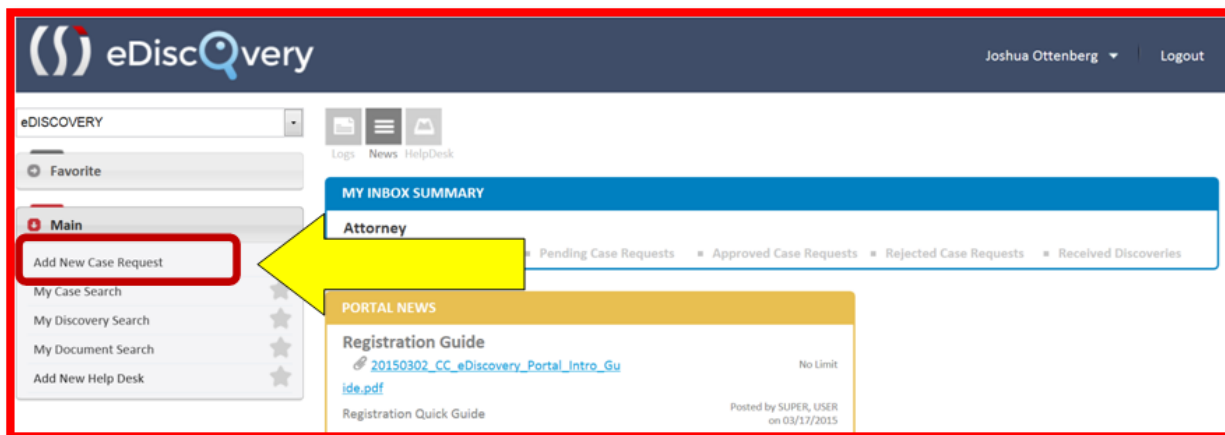 eDiscovery
Joshua Ottenberg
Logout
eDISCOVERY
Logs News HelpDesk
Favorite
MY INBOX SUMMARY
Main
Attorney
Add New Case Request
Pending Case Requests Approved Case Requests Rejected Case Requests Received Discoveries
My Case Search
My Discovery Search
My Document Search
Add New Help Desk
PORTAL NEWS
Registration Guide
20150302_CC_eDiscovery_Portal_Intro_Gu
No Limit
ide.pdf
Registration Quick Guide
Posted by SUPER, USER
on 03/17/2015